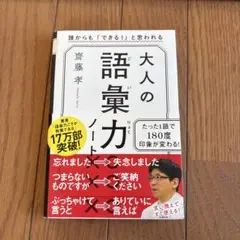 誰からも「できる!」と思われる
大人の
語彙力
ノート
齋藤 孝
たった1語で
180度
印象が変わる!
17万部
突破!
忘れました
失念しました
つまらない
ものですが
ご笑納
ください
ぶっちゃけて
言うと
ありていに
言えば